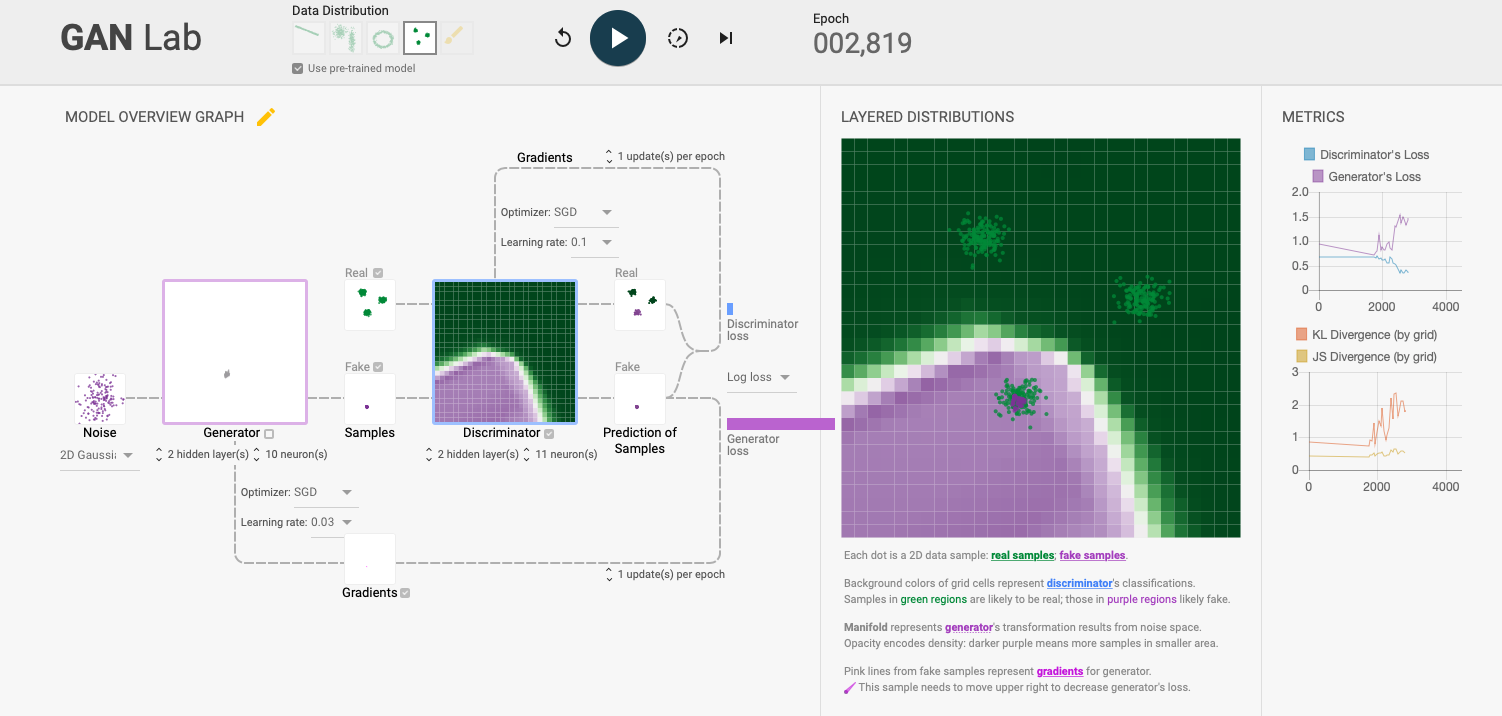 GAN Lab
Data Distribution
Use pre-trained model
Epoch
002,819
MODEL OVERVIEW GRAPH
Gradients
1 update(s) per epoch
Optimizer: SGD
Learning rate: 0.1
Real
Real
Discriminator
loss
Fake
Fake
Log loss
Noise
Generator
Samples
Discriminator
Prediction of
Samples
Generator
loss
2D Gaussi
2 hidden layer(s)
10 neuron(s)
2 hidden layer(s)
11 neuron(s)
Optimizer: SGD
Learning rate: 0.03
1 update(s) per epoch
Gradients
LAYERED DISTRIBUTIONS
Each dot is a 2D data sample: real samples; fake samples.
Background colors of grid cells represent discriminator's classifications.
Samples in green regions are likely to be real; those in purple regions likely fake.
Manifold represents generator's transformation results from noise space.
Opacity encodes density: darker purple means more samples in smaller area.
Pink lines from fake samples represent gradients for generator.
This sample needs to move upper right to decrease generator's loss.
METRICS
Discriminator's Loss
Generator's Loss
2.0
1.5
1.0
0.5
0
0 2000 4000
KL Divergence (by grid)
JS Divergence (by grid)
3
2
1
0
0 2000 4000